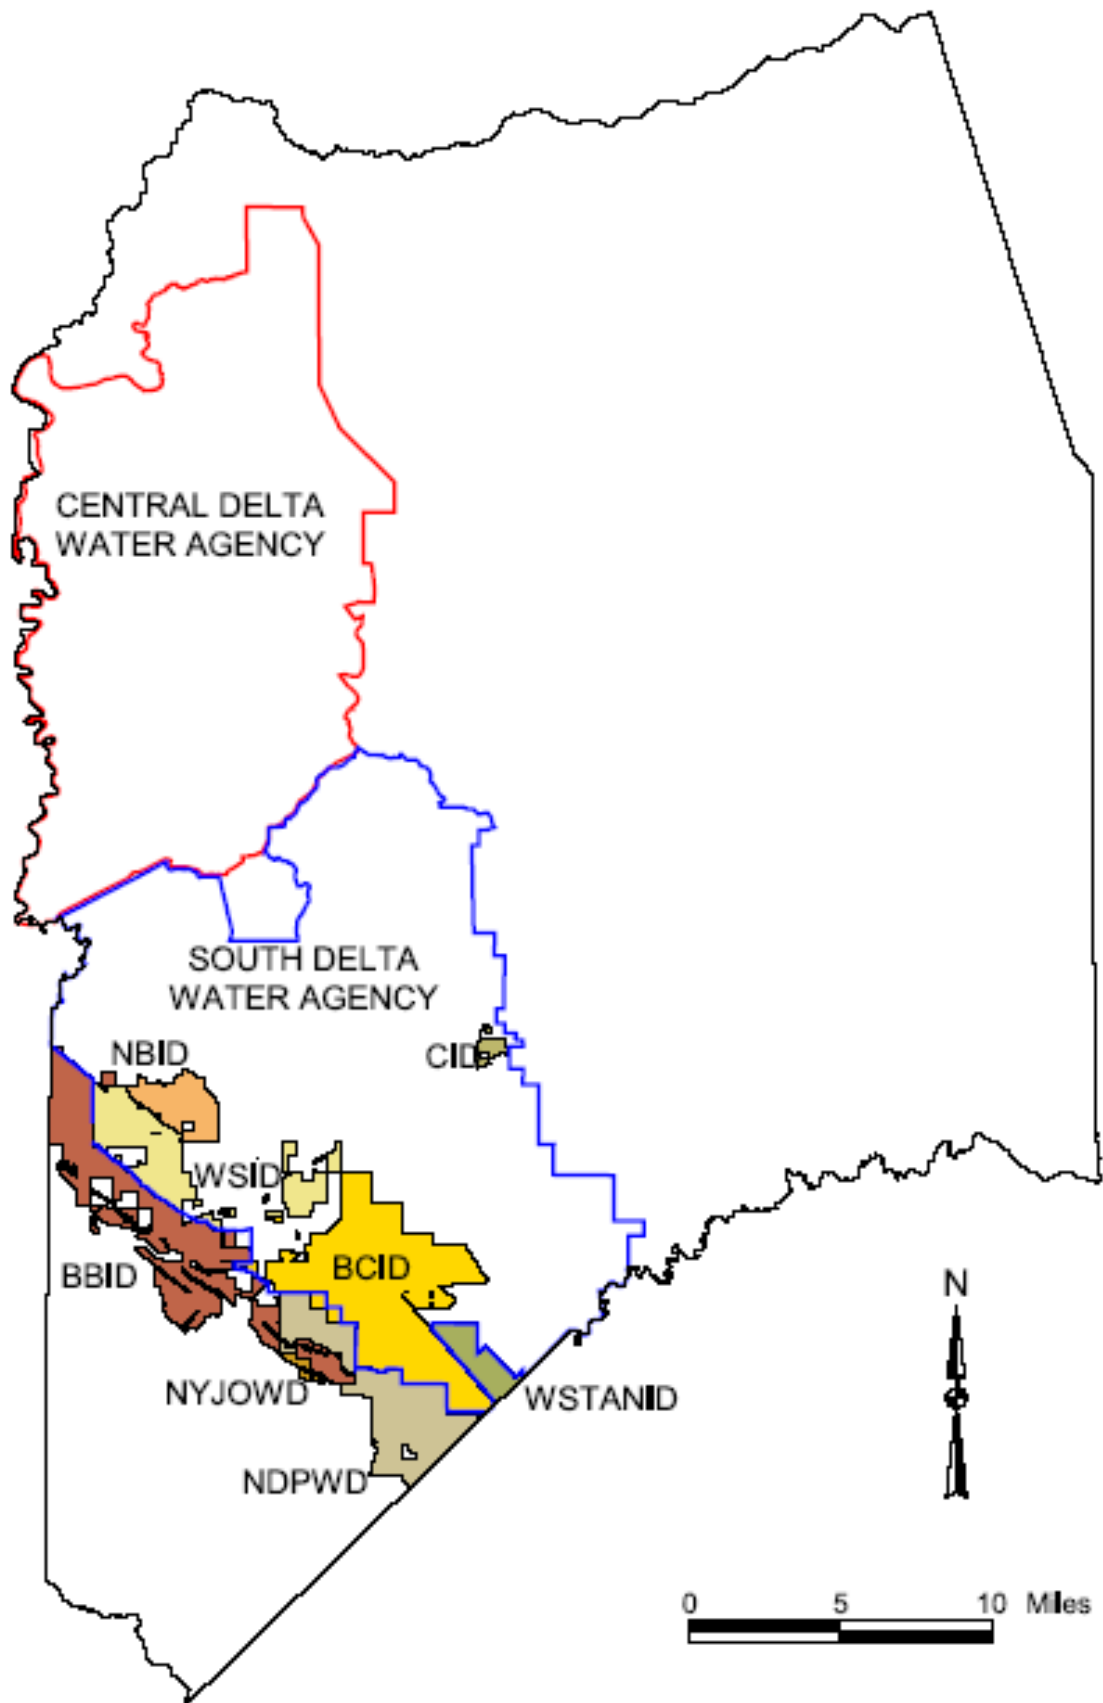 CENTRAL DELTA
WATER AGENCY
SOUTH DELTA
WATER AGENCY
NBID
CID
WSID
BCID
BBID
N
NYJOWD
WSTANID
NDPWD
0 5 10 Miles